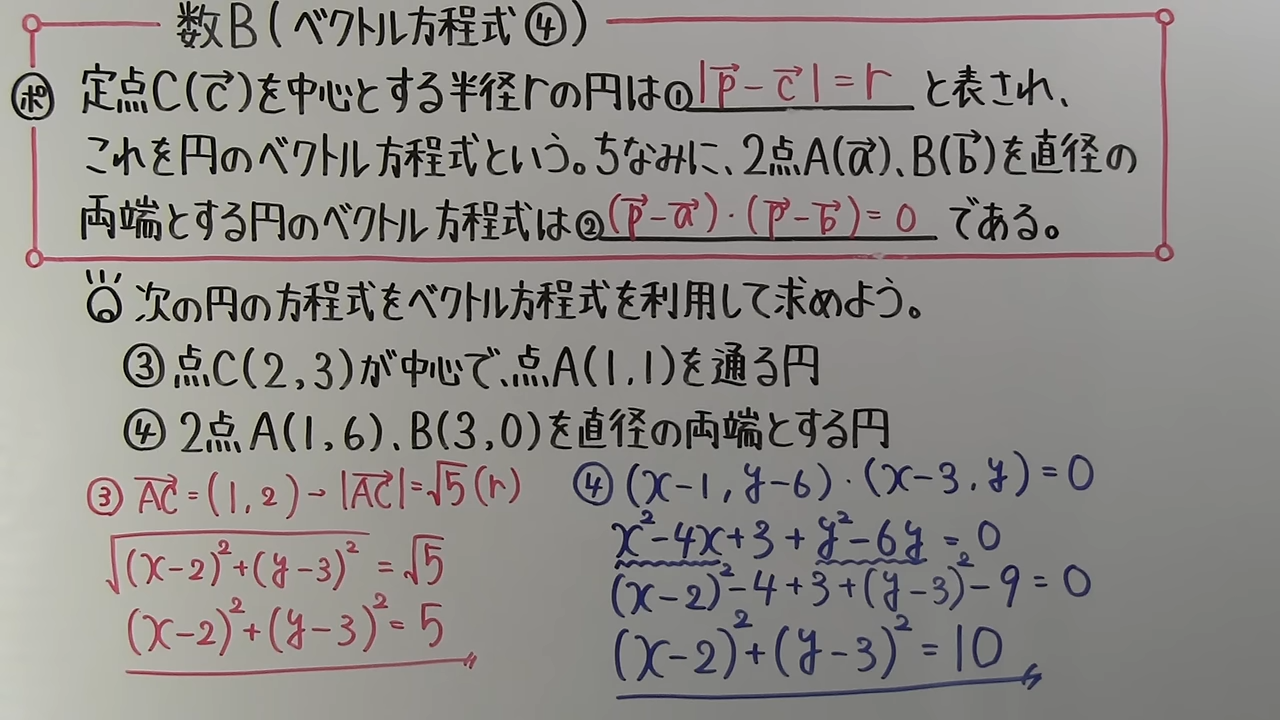 数B(ベクトル方程式④)
㋭ 定点C(c→)を中心とする半径rの円は①|p→-c→|=r と表され、
これを円のベクトル方程式という。ちなみに、2点A(a→)、B(b→)を直径の
両端とする円のベクトル方程式は②(p→-a→)・(p→-b→)=0 である。
次の円の方程式をベクトル方程式を利用して求めよう。
③点C(2,3)が中心で、点A(1,1)を通る円
④ 2点A(1,6)、B(3,0)を直径の両端とする円
③ AC→=(1,2)→|AC→|=√5(r)
√(x-2)²+(y-3)² =√5
(x-2)²+(y-3)²=5
④(x-1,y-6)・(x-3,y)=0
x²-4x+3+y²-6y=0
(x-2)²-4+3+(y-3)²-9=0
(x-2)²+(y-3)²=10